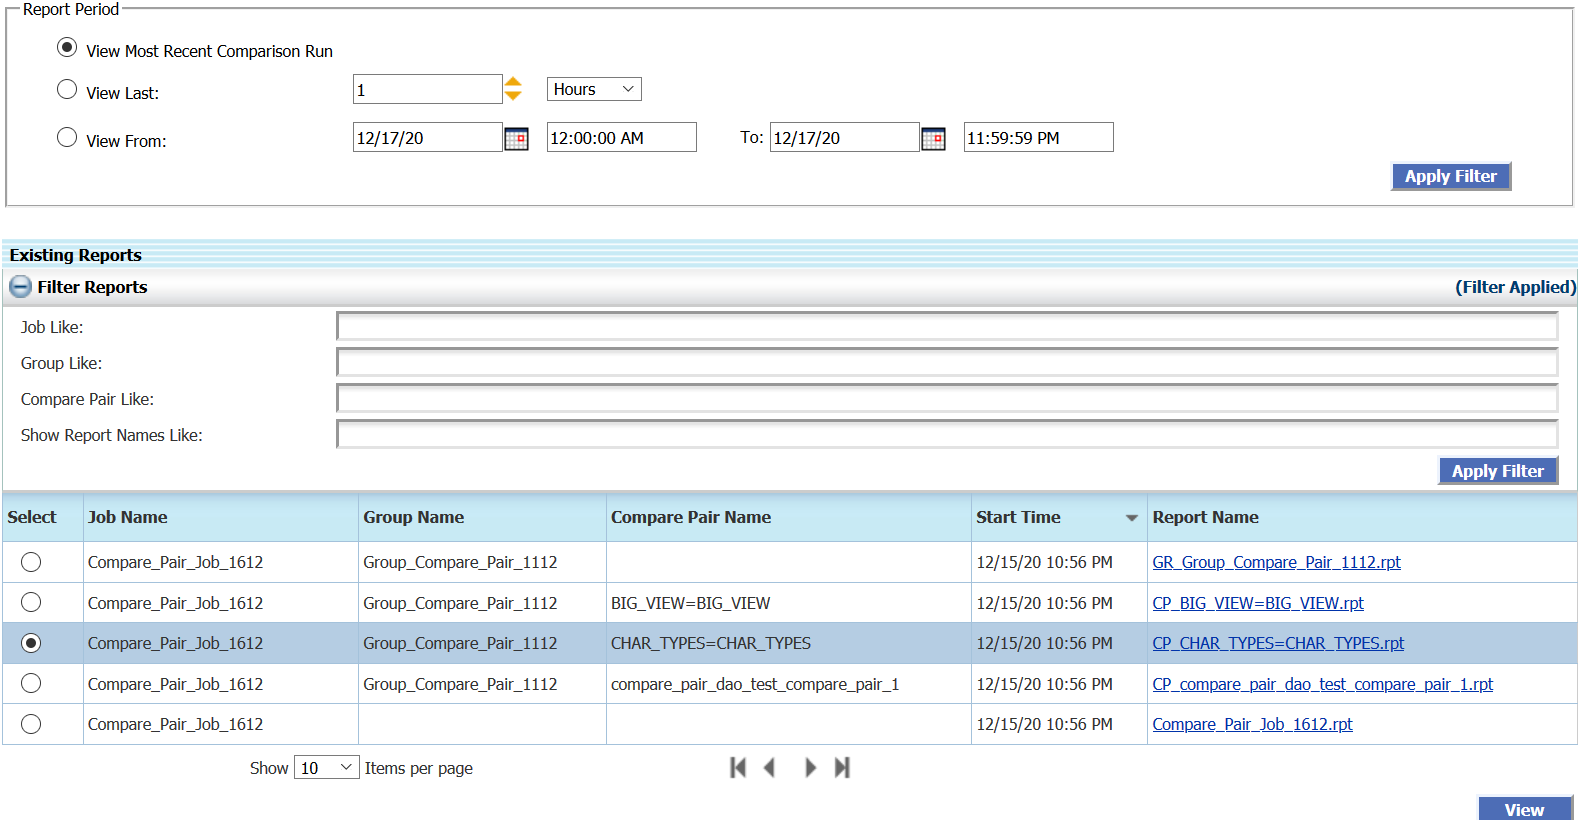 Report Period
View Most Recent Comparison Run
View Last: 1 Hours
View From: 12/17/20 12:00:00 AM To: 12/17/20 11:59:59 PM
Apply Filter
Existing Reports
Filter Reports (Filter Applied)
Job Like:
Group Like:
Compare Pair Like:
Show Report Names Like:
Apply Filter
Select Job Name Group Name Compare Pair Name Start Time Report Name
Compare_Pair_Job_1612 Group_Compare_Pair_1112 12/15/20 10:56 PM GR_Group_Compare_Pair_1112.rpt
Compare_Pair_Job_1612 Group_Compare_Pair_1112 BIG_VIEW=BIG_VIEW 12/15/20 10:56 PM CP_BIG_VIEW=BIG_VIEW.rpt
Compare_Pair_Job_1612 Group_Compare_Pair_1112 CHAR_TYPES=CHAR_TYPES 12/15/20 10:56 PM CP_CHAR_TYPES=CHAR_TYPES.rpt
Compare_Pair_Job_1612 Group_Compare_Pair_1112 compare_pair_dao_test_compare_pair_1 12/15/20 10:56 PM CP_compare_pair_dao_test_compare_pair_1.rpt
Compare_Pair_Job_1612 12/15/20 10:56 PM Compare_Pair_Job_1612.rpt
Show 10 Items per page
View